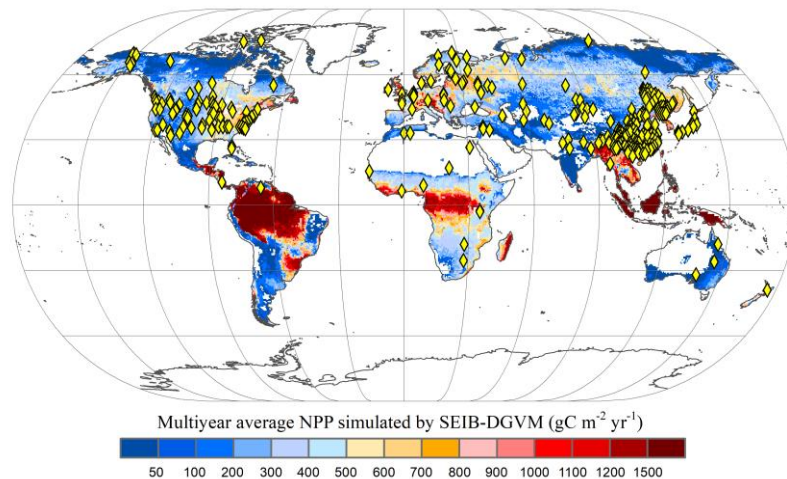 Multiyear average NPP simulated by SEIB-DGVM (gC m⁻² yr⁻¹)
50 100 200 300 400 500 600 700 800 900 1000 1100 1200 1500